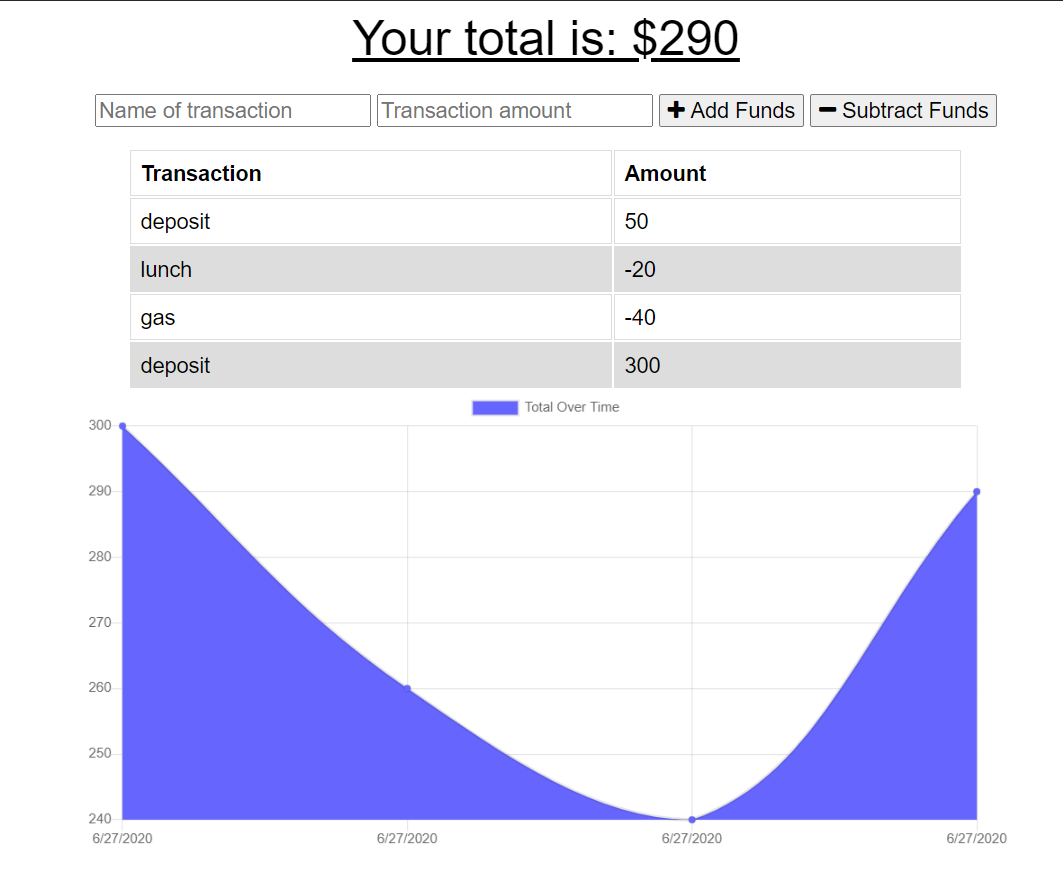 Your total is: $290
Name of transaction Transaction amount Add Funds Subtract Funds
Transaction Amount
deposit 50
lunch -20
gas -40
deposit 300
Total Over Time
300
290
280
270
260
250
240
6/27/2020 6/27/2020 6/27/2020 6/27/2020